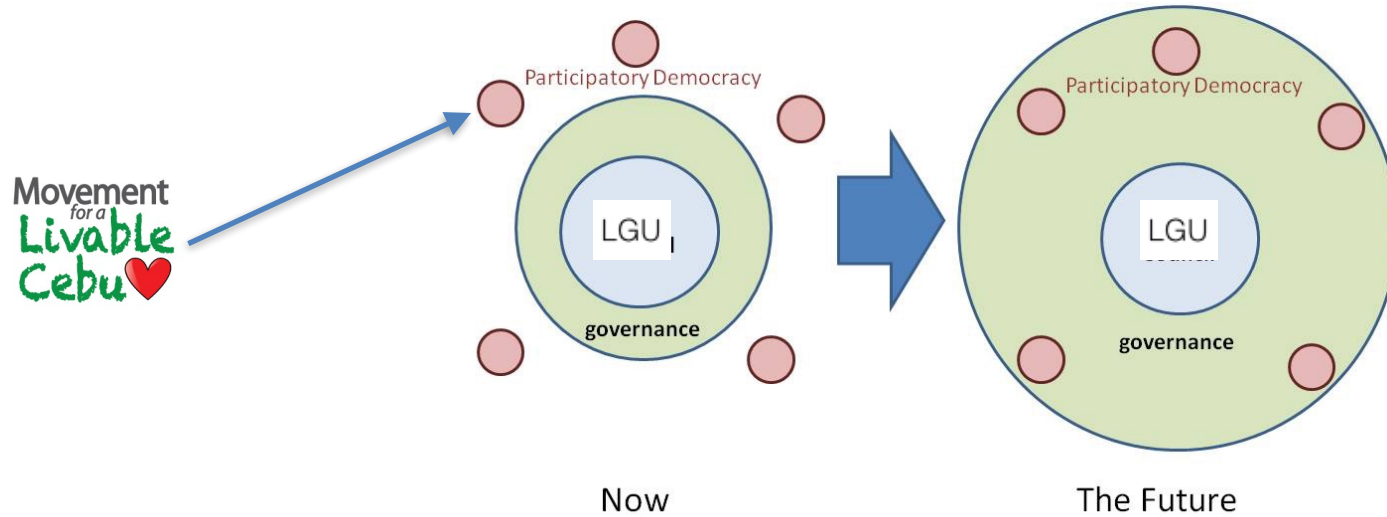 Movement
for a
Livable
Cebu
Participatory Democracy
LGU
governance
Now
Participatory Democracy
LGU
governance
The Future